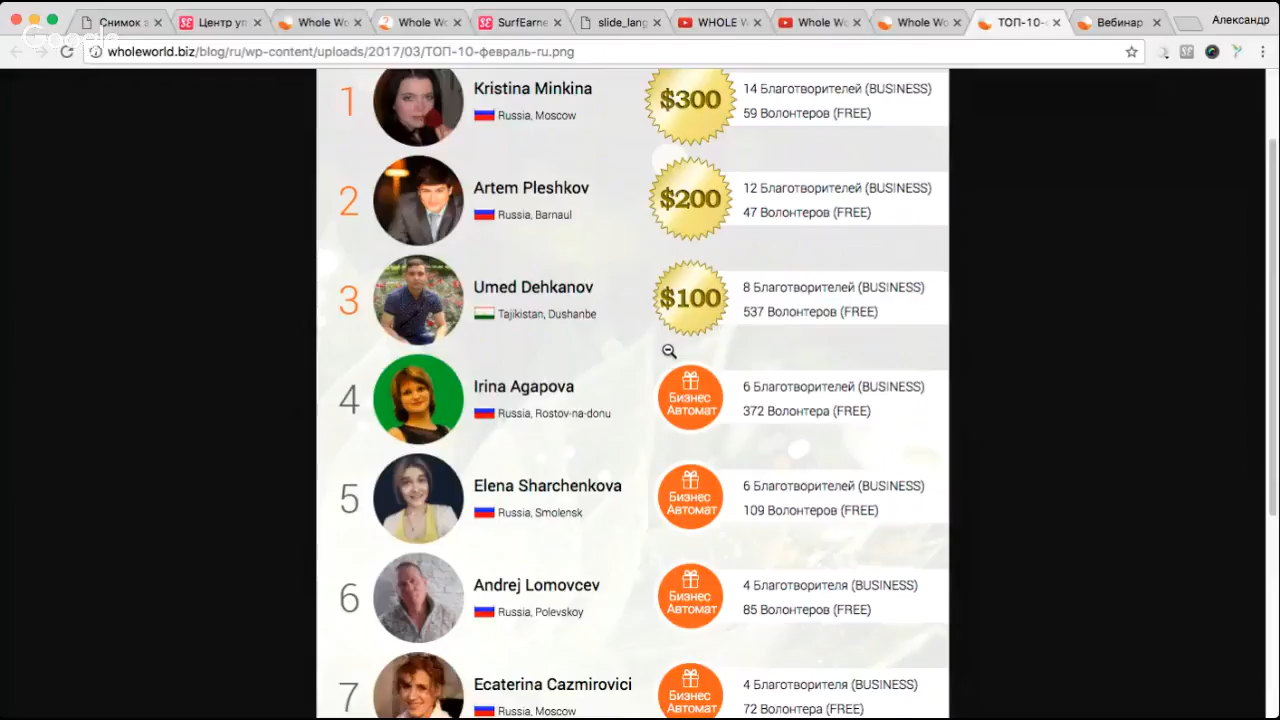 Снимок э
Центр уп
Whole Wo
Whole Wo
SurfEarne
slide_lang
WHOLE W
Whole Wo
Whole Wo
ТОП-10-
Вебинар
Александр
Google
wholeworld.biz/blog/ru/wp-content/uploads/2017/03/ТОП-10-февраль-ru.png
1
Kristina Minkina
Russia, Moscow
$300
14 Благотворителей (BUSINESS)
59 Волонтеров (FREE)
2
Artem Pleshkov
Russia, Barnaul
$200
12 Благотворителей (BUSINESS)
47 Волонтеров (FREE)
3
Umed Dehkanov
Tajikistan, Dushanbe
$100
8 Благотворителей (BUSINESS)
537 Волонтеров (FREE)
4
Irina Agapova
Russia, Rostov-na-donu
Бизнес
Автомат
6 Благотворителей (BUSINESS)
372 Волонтера (FREE)
5
Elena Sharchenkova
Russia, Smolensk
Бизнес
Автомат
6 Благотворителей (BUSINESS)
109 Волонтеров (FREE)
6
Andrej Lomovcev
Russia, Polevskoy
Бизнес
Автомат
4 Благотворителя (BUSINESS)
85 Волонтеров (FREE)
7
Ecaterina Cazmirovici
Russia, Moscow
Бизнес
Автомат
4 Благотворителя (BUSINESS)
72 Волонтера (FREE)